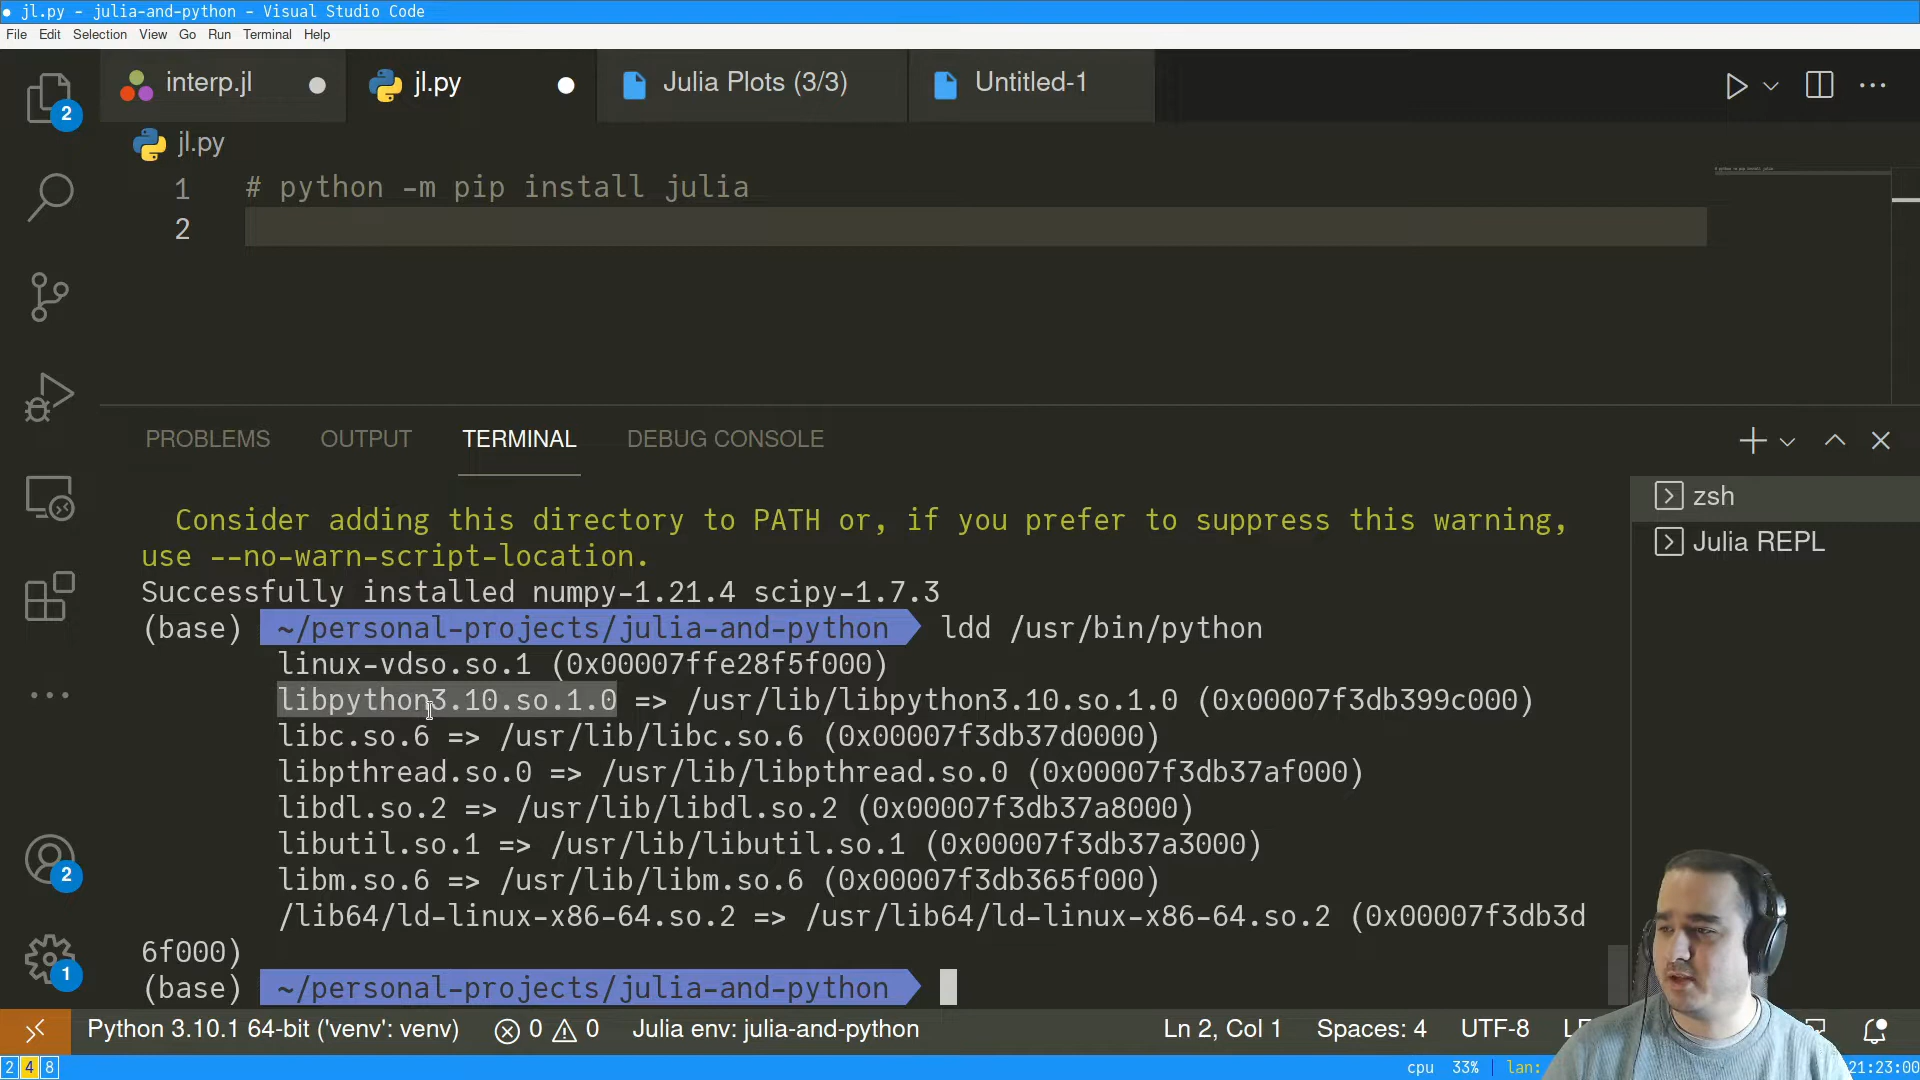 jl.py - julia-and-python - Visual Studio Code
File Edit Selection View Go Run Terminal Help
interp.jl jl.py Julia Plots (3/3) Untitled-1
2
jl.py
1 # python -m pip install julia
2
PROBLEMS OUTPUT TERMINAL DEBUG CONSOLE
zsh
Julia REPL
Consider adding this directory to PATH or, if you prefer to suppress this warning,
use --no-warn-script-location.
Successfully installed numpy-1.21.4 scipy-1.7.3
(base) ~/personal-projects/julia-and-python ldd /usr/bin/python
linux-vdso.so.1 (0x00007ffe28f5f000)
libpython3.10.so.1.0 => /usr/lib/libpython3.10.so.1.0 (0x00007f3db399c000)
libc.so.6 => /usr/lib/libc.so.6 (0x00007f3db37d0000)
libpthread.so.0 => /usr/lib/libpthread.so.0 (0x00007f3db37af000)
libdl.so.2 => /usr/lib/libdl.so.2 (0x00007f3db37a8000)
libutil.so.1 => /usr/lib/libutil.so.1 (0x00007f3db37a3000)
libm.so.6 => /usr/lib/libm.so.6 (0x00007f3db365f000)
/lib64/ld-linux-x86-64.so.2 => /usr/lib64/ld-linux-x86-64.so.2 (0x00007f3db3d
6f000)
(base) ~/personal-projects/julia-and-python
2
1
Python 3.10.1 64-bit ('venv': venv) 0 0 Julia env: julia-and-python Ln 2, Col 1 Spaces: 4 UTF-8
2 4 8 cpu 33% lan: 21:23:00